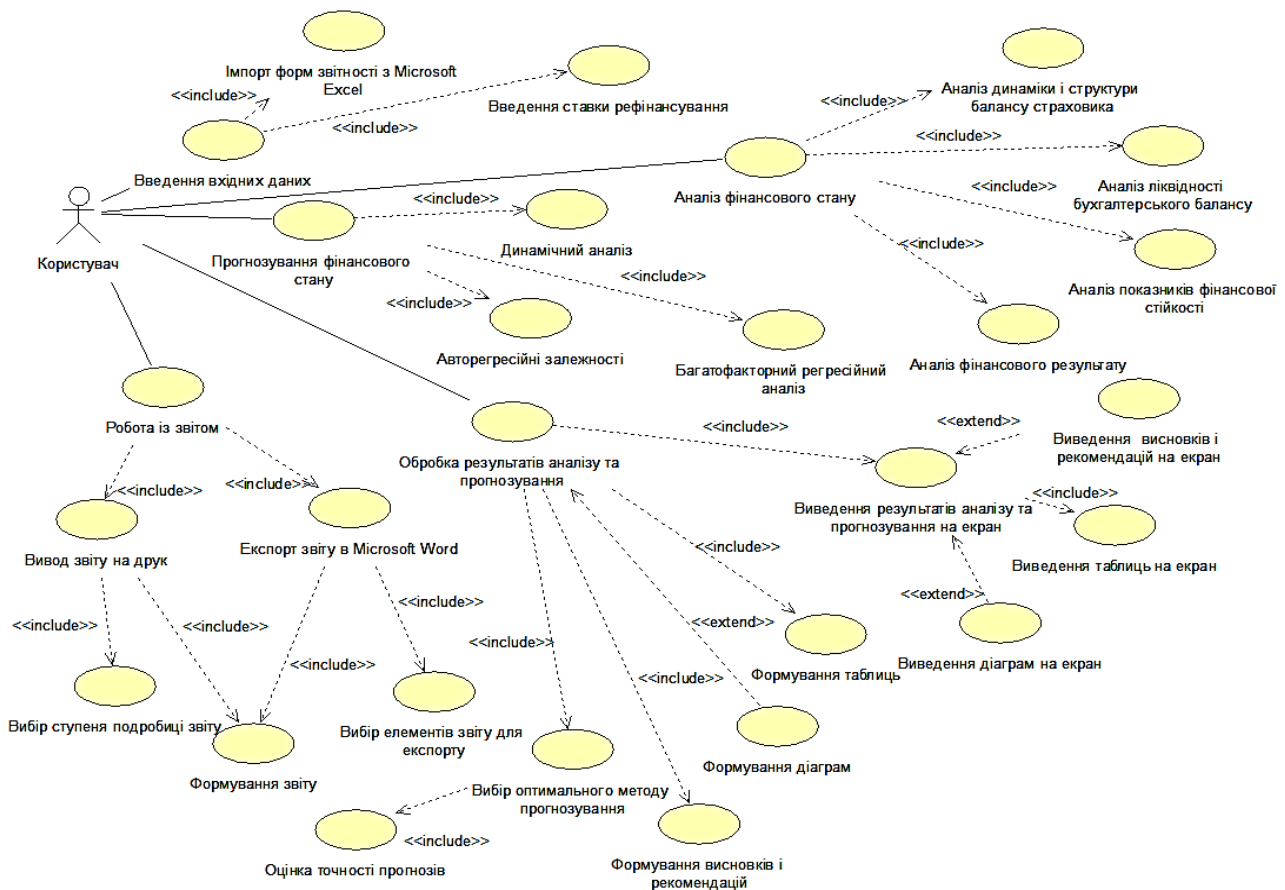 Імпорт форм звітності з Microsoft
Excel
<<include>>
Введення ставки рефінансування
<<include>>
Введення вхідних даних
Користувач
Аналіз динаміки і структури
балансу страховика
<<include>>
<<include>>
Аналіз фінансового стану
Аналіз ліквідності
бухгалтерського балансу
<<include>>
<<include>>
Аналіз показників фінансової
стійкості
Аналіз фінансового результату
<<include>>
Прогнозування фінансового
стану
Динамічний аналіз
<<include>>
<<include>>
Авторегресійні залежності
Багатофакторний регресійний
аналіз
Робота із звітом
<<include>>
<<include>>
Вивод звіту на друк
Експорт звіту в Microsoft Word
<<include>>
<<include>>
<<include>>
<<include>>
Вибір ступеня подробиці звіту
Формування звіту
Вибір елементів звіту для
експорту
Обробка результатів аналізу та
прогнозування
<<include>>
<<extend>>
Виведення  висновків і
рекомендацій на екран
<<include>>
Виведення результатів аналізу та
прогнозування на екран
Виведення таблиць на екран
<<extend>>
Виведення діаграм на екран
<<include>>
<<extend>>
<<include>>
<<include>>
Формування таблиць
Формування діаграм
Вибір оптимального методу
прогнозування
<<include>>
Оцінка точності прогнозів
Формування висновків і
рекомендацій